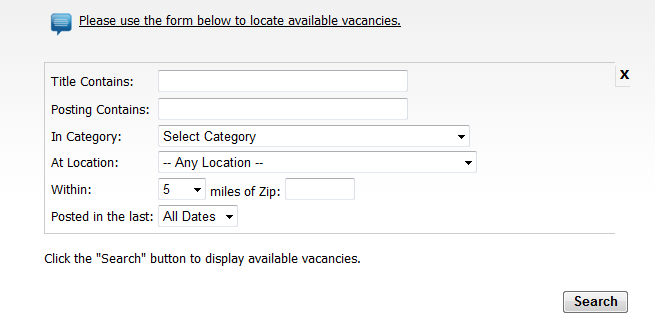 Please use the form below to locate available vacancies.
X
Title Contains:
Posting Contains:
In Category: Select Category
At Location: -- Any Location --
Within: 5 miles of Zip:
Posted in the last: All Dates
Click the "Search" button to display available vacancies.
Search